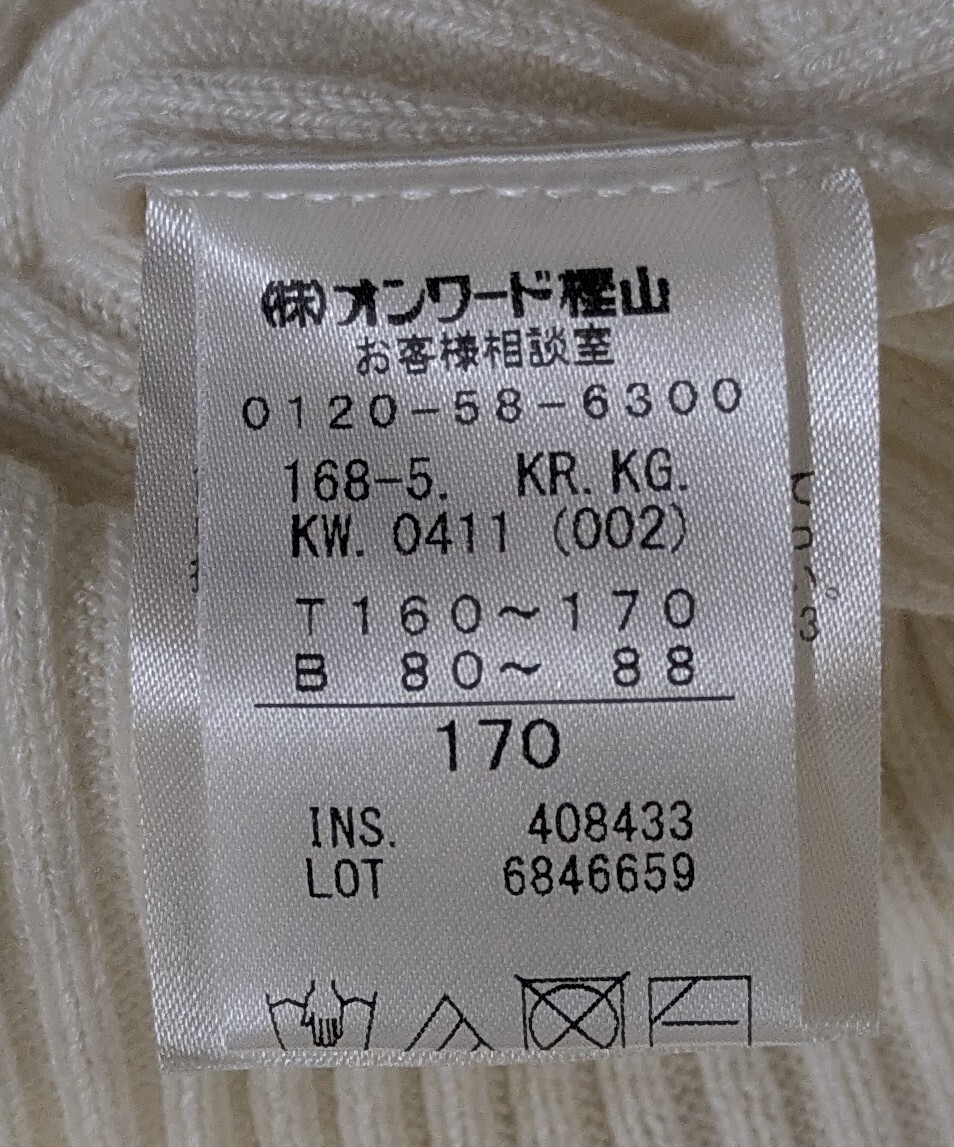 (株)オンワード樫山
お客様相談室
0120-58-6300
168-5. KR. KG.
KW. 0411 (002)
T160~170
B 80~ 88
170
INS. 408433
LOT 6846659